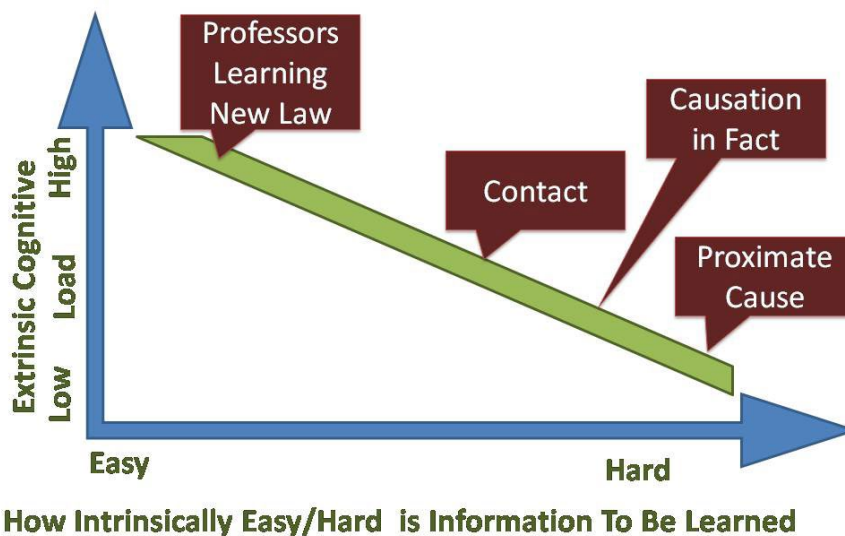 Professors
Learning
New Law
Causation
in Fact
Contact
Proximate
Cause
Extrinsic Cognitive
Low Load High
Easy
Hard
How Intrinsically Easy/Hard is Information To Be Learned